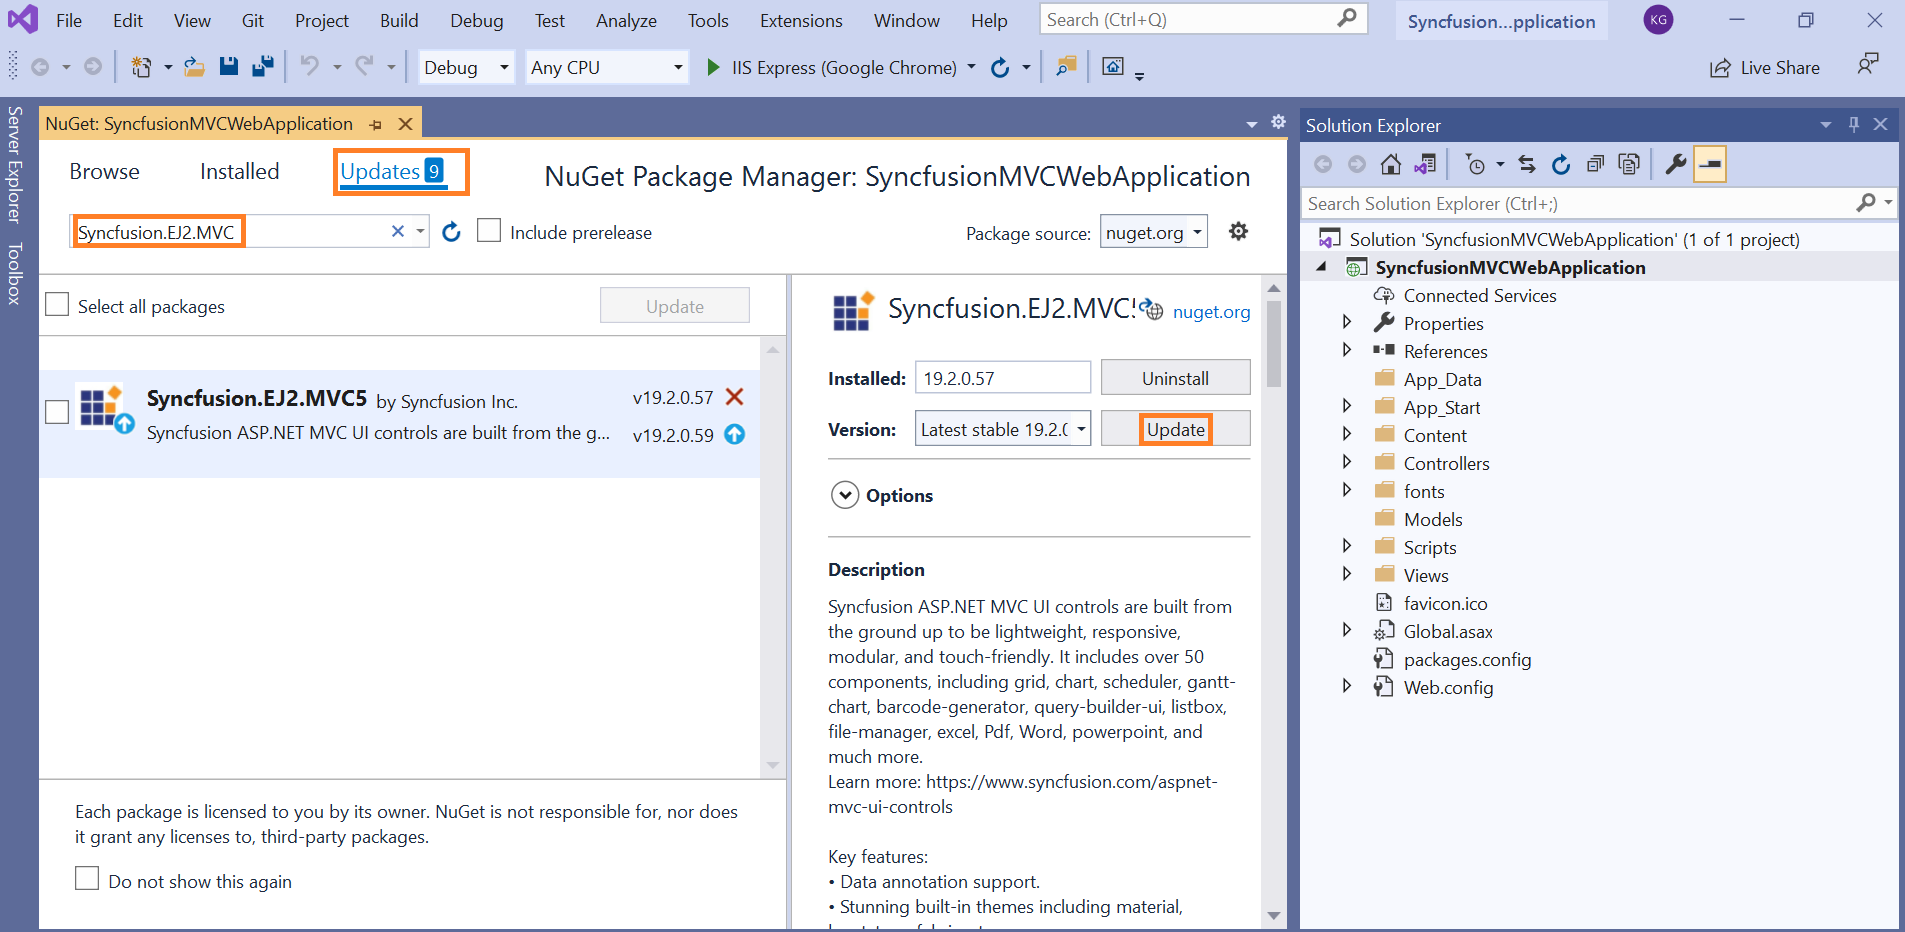 File Edit View Git Project Build Debug Test Analyze Tools Extensions Window Help Search (Ctrl+Q) Syncfusion...pplication KG
Debug Any CPU IIS Express (Google Chrome) Live Share
Server Explorer
Toolbox
NuGet: SyncfusionMVCWebApplication
Browse Installed Updates 9
NuGet Package Manager: SyncfusionMVCWebApplication
Syncfusion.EJ2.MVC Include prerelease Package source: nuget.org
Select all packages Update
Syncfusion.EJ2.MVC5 by Syncfusion Inc. v19.2.0.57
Syncfusion ASP.NET MVC UI controls are built from the g... v19.2.0.59
Each package is licensed to you by its owner. NuGet is not responsible for, nor does
it grant any licenses to, third-party packages.
Do not show this again
Syncfusion.EJ2.MVC nuget.org
Installed: 19.2.0.57 Uninstall
Version: Latest stable 19.2.0 Update
Options
Description
Syncfusion ASP.NET MVC UI controls are built from
the ground up to be lightweight, responsive,
modular, and touch-friendly. It includes over 50
components, including grid, chart, scheduler, gantt-
chart, barcode-generator, query-builder-ui, listbox,
file-manager, excel, Pdf, Word, powerpoint, and
much more.
Learn more: https://www.syncfusion.com/aspnet-
mvc-ui-controls
Key features:
• Data annotation support.
• Stunning built-in themes including material,
Solution Explorer
Search Solution Explorer (Ctrl+;)
Solution 'SyncfusionMVCWebApplication' (1 of 1 project)
SyncfusionMVCWebApplication
Connected Services
Properties
References
App_Data
App_Start
Content
Controllers
fonts
Models
Scripts
Views
favicon.ico
Global.asax
packages.config
Web.config